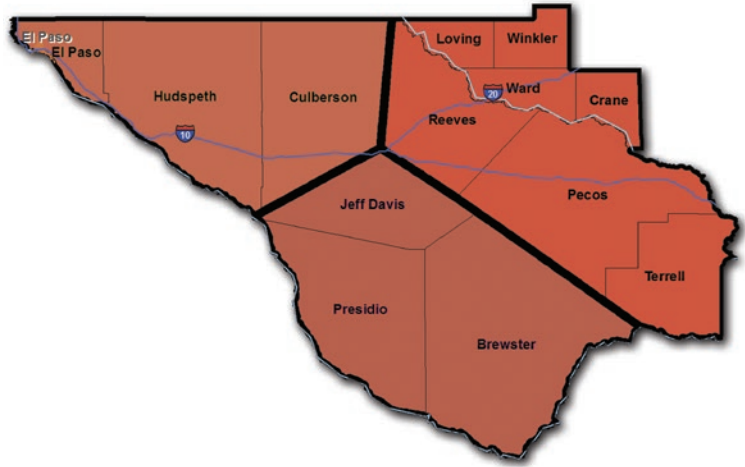 El Paso
El Paso
Hudspeth
Culberson
10
Loving
Winkler
20
Ward
Crane
Reeves
Pecos
Jeff Davis
Terrell
Presidio
Brewster